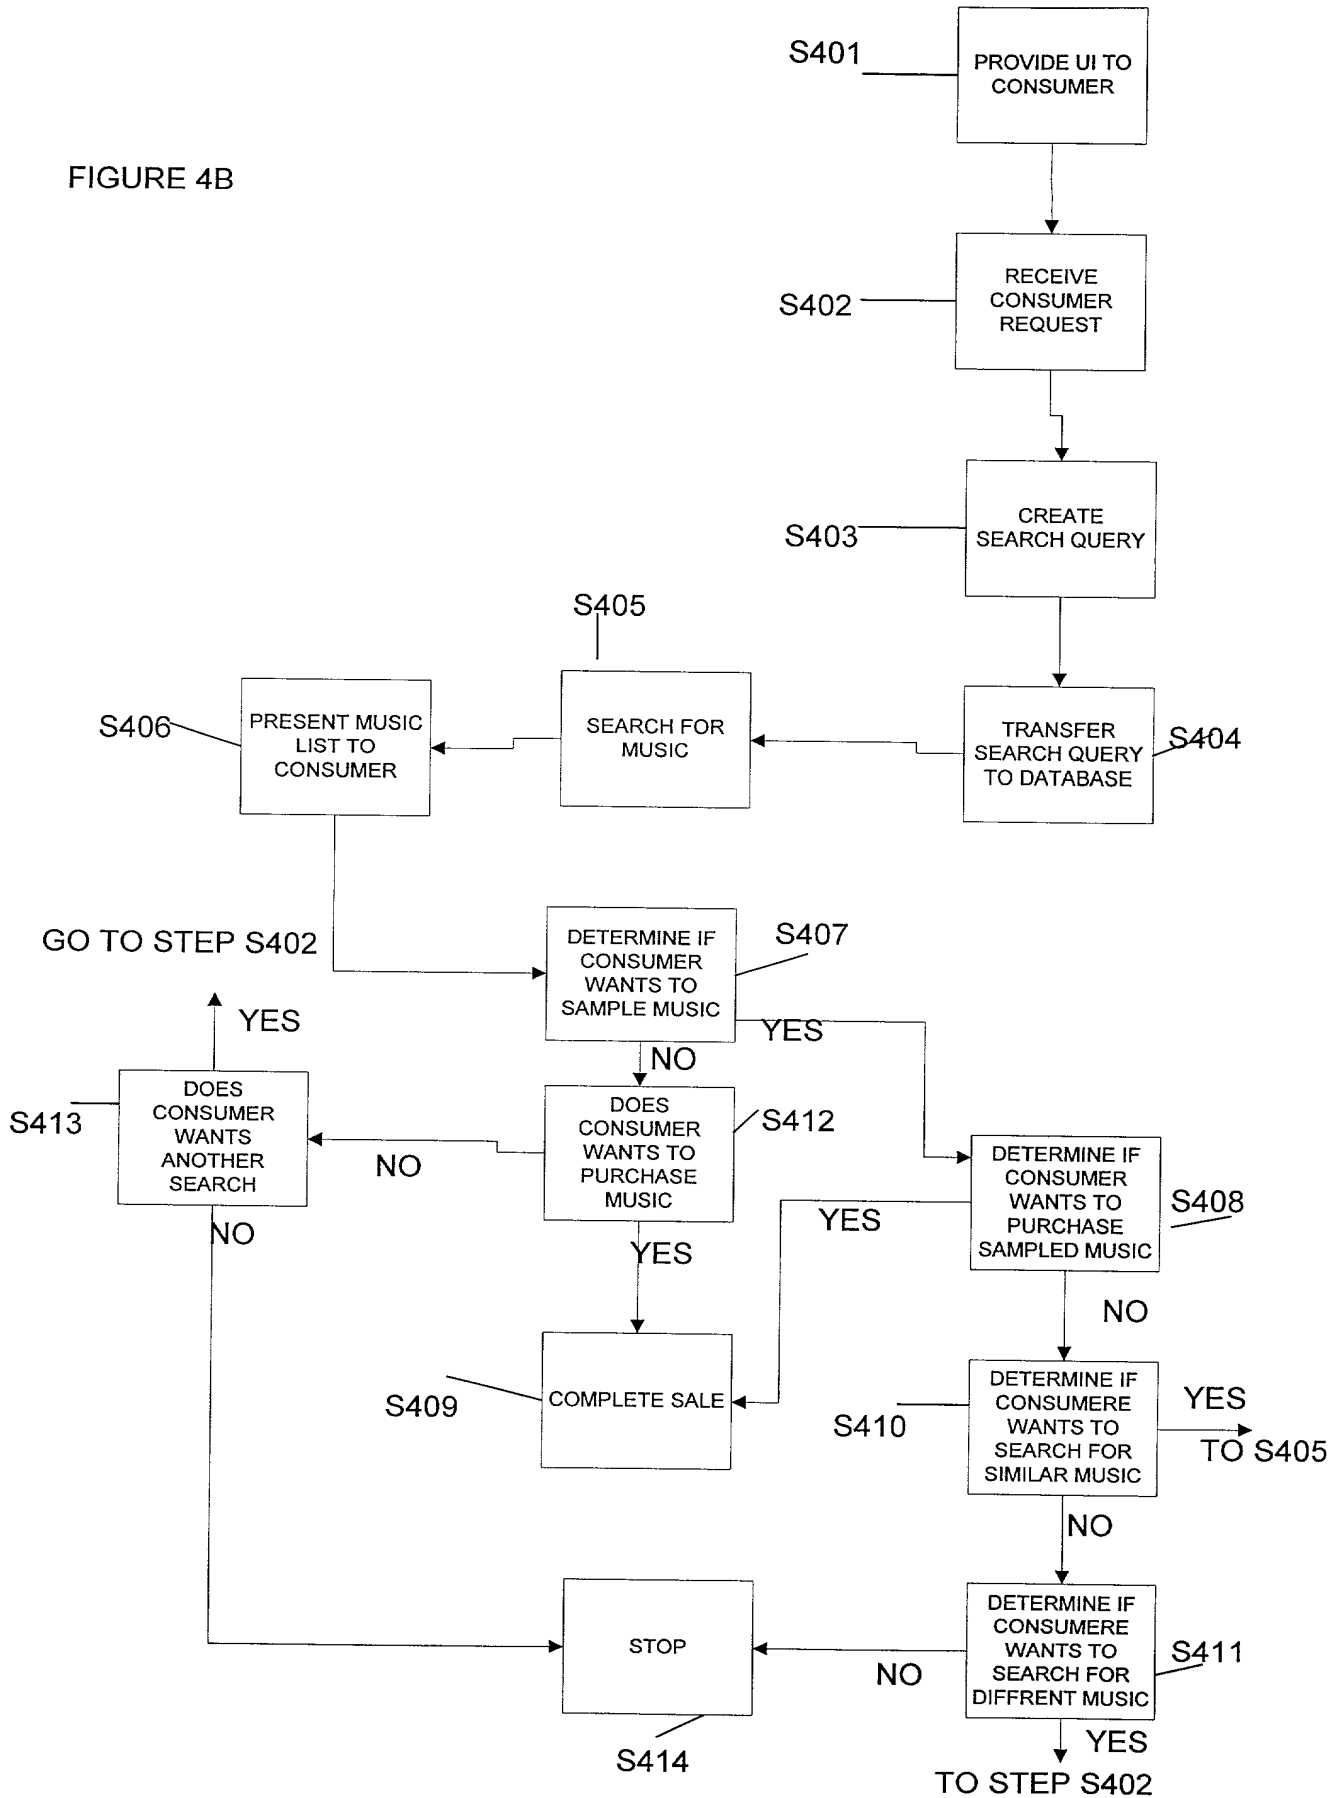 S401
PROVIDE UI TO
CONSUMER
FIGURE 4B
S402
RECEIVE
CONSUMER
REQUEST
S403
CREATE
SEARCH QUERY
S405
S406
PRESENT MUSIC
LIST TO
CONSUMER
SEARCH FOR
MUSIC
TRANSFER
SEARCH QUERY
TO DATABASE
S404
GO TO STEP S402
DETERMINE IF
CONSUMER
WANTS TO
SAMPLE MUSIC
S407
YES
YES
NO
S413
DOES
CONSUMER
WANTS
ANOTHER
SEARCH
NO
DOES
CONSUMER
WANTS TO
PURCHASE
MUSIC
S412
DETERMINE IF
CONSUMER
WANTS TO
PURCHASE
SAMPLED MUSIC
S408
YES
NO
YES
NO
S409
COMPLETE SALE
S410
DETERMINE IF
CONSUMERE
WANTS TO
SEARCH FOR
SIMILAR MUSIC
YES
TO S405
NO
STOP
S414
NO
DETERMINE IF
CONSUMERE
WANTS TO
SEARCH FOR
DIFFRENT MUSIC
S411
YES
TO STEP S402